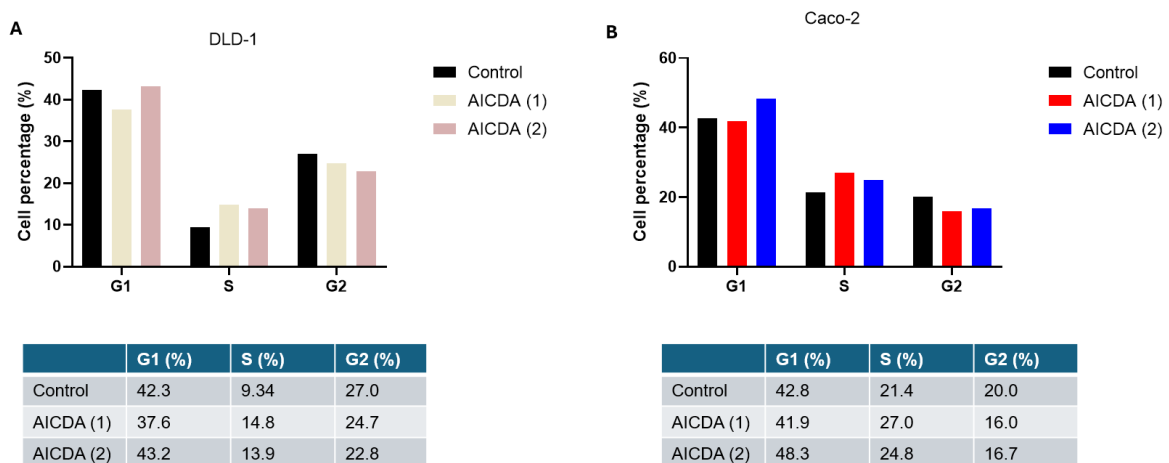 A
DLD-1
Cell percentage (%)
50
40
30
20
10
0
G1 S G2
Control
AICDA (1)
AICDA (2)
G1 (%) S (%) G2 (%)
Control 42.3 9.34 27.0
AICDA (1) 37.6 14.8 24.7
AICDA (2) 43.2 13.9 22.8
B
Caco-2
Cell percentage (%)
60
40
20
0
G1 S G2
Control
AICDA (1)
AICDA (2)
G1 (%) S (%) G2 (%)
Control 42.8 21.4 20.0
AICDA (1) 41.9 27.0 16.0
AICDA (2) 48.3 24.8 16.7